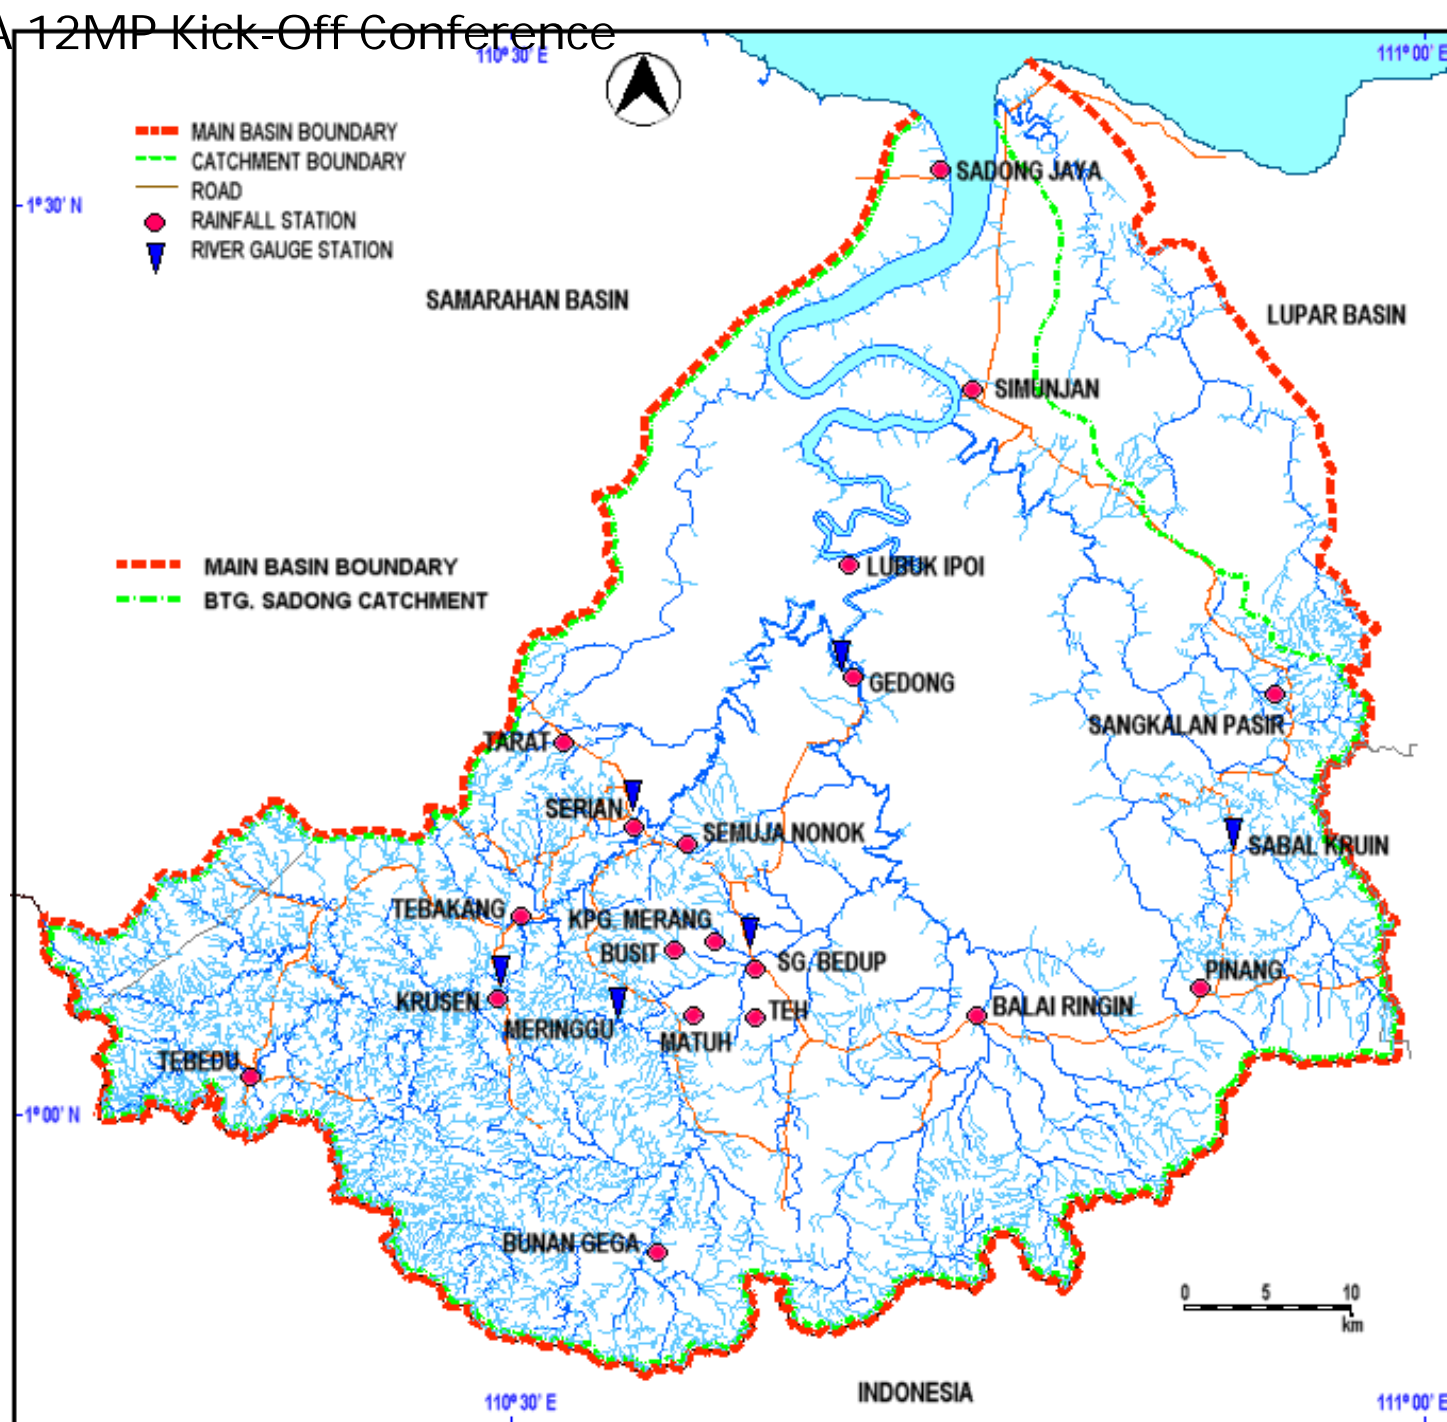 A 12MP Kick-Off Conference
110° 30' E
111° 00' E
MAIN BASIN BOUNDARY
CATCHMENT BOUNDARY
ROAD
RAINFALL STATION
RIVER GAUGE STATION
1° 30' N
SADONG JAYA
SAMARAHAN BASIN
LUPAR BASIN
SIMUNJAN
MAIN BASIN BOUNDARY
BTG. SADONG CATCHMENT
LUBUK IPOI
GEDONG
SANGKALAN PASIR
TARAT
SERIAN
SEMUJA NONOK
SABAL KRUIN
TEBAKANG
KPG. MERANG
BUSIT
SG. BEDUP
PINANG
KRUSEN
MERINGGU
MATUH
TEH
BALAI RINGIN
TEBEDU
1° 00' N
BUNAN GEGA
0 5 10
km
INDONESIA
110° 30' E
111° 00' E